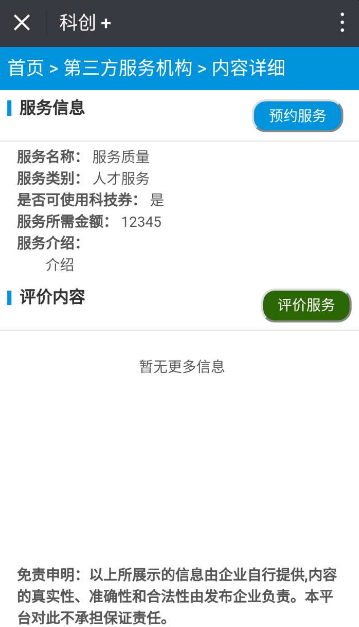 科创 +
首页 > 第三方服务机构 > 内容详细
服务信息
预约服务
服务名称： 服务质量
服务类别： 人才服务
是否可使用科技券： 是
服务所需金额： 12345
服务介绍：
介绍
评价内容
评价服务
暂无更多信息
免责申明：以上所展示的信息由企业自行提供,内容
的真实性、准确性和合法性由发布企业负责。本平
台对此不承担保证责任。